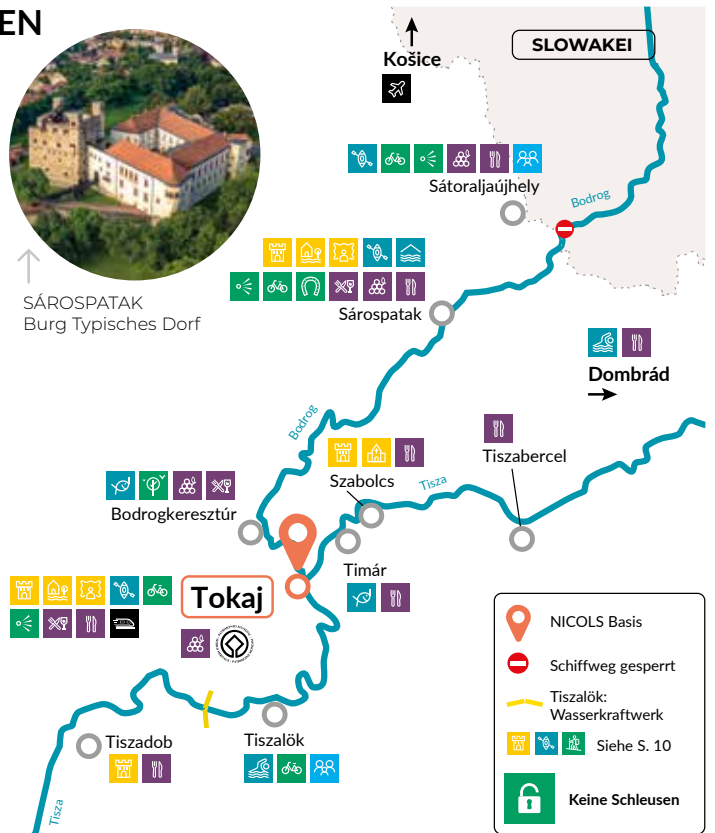 EN
SLOWAKEI
Košice
Sátoraljaújhely
Bodrog
SÁROSPATAK
Burg Typisches Dorf
Sárospatak
Dombrád
Bodrog
Tiszabercel
Szabolcs
Tisza
Bodrogkeresztúr
Timár
Tokaj
Tiszadob
Tiszalök
Tisza
NICOLS Basis
Schiffweg gesperrt
Tiszalök:
Wasserkraftwerk
Siehe S. 10
Keine Schleusen